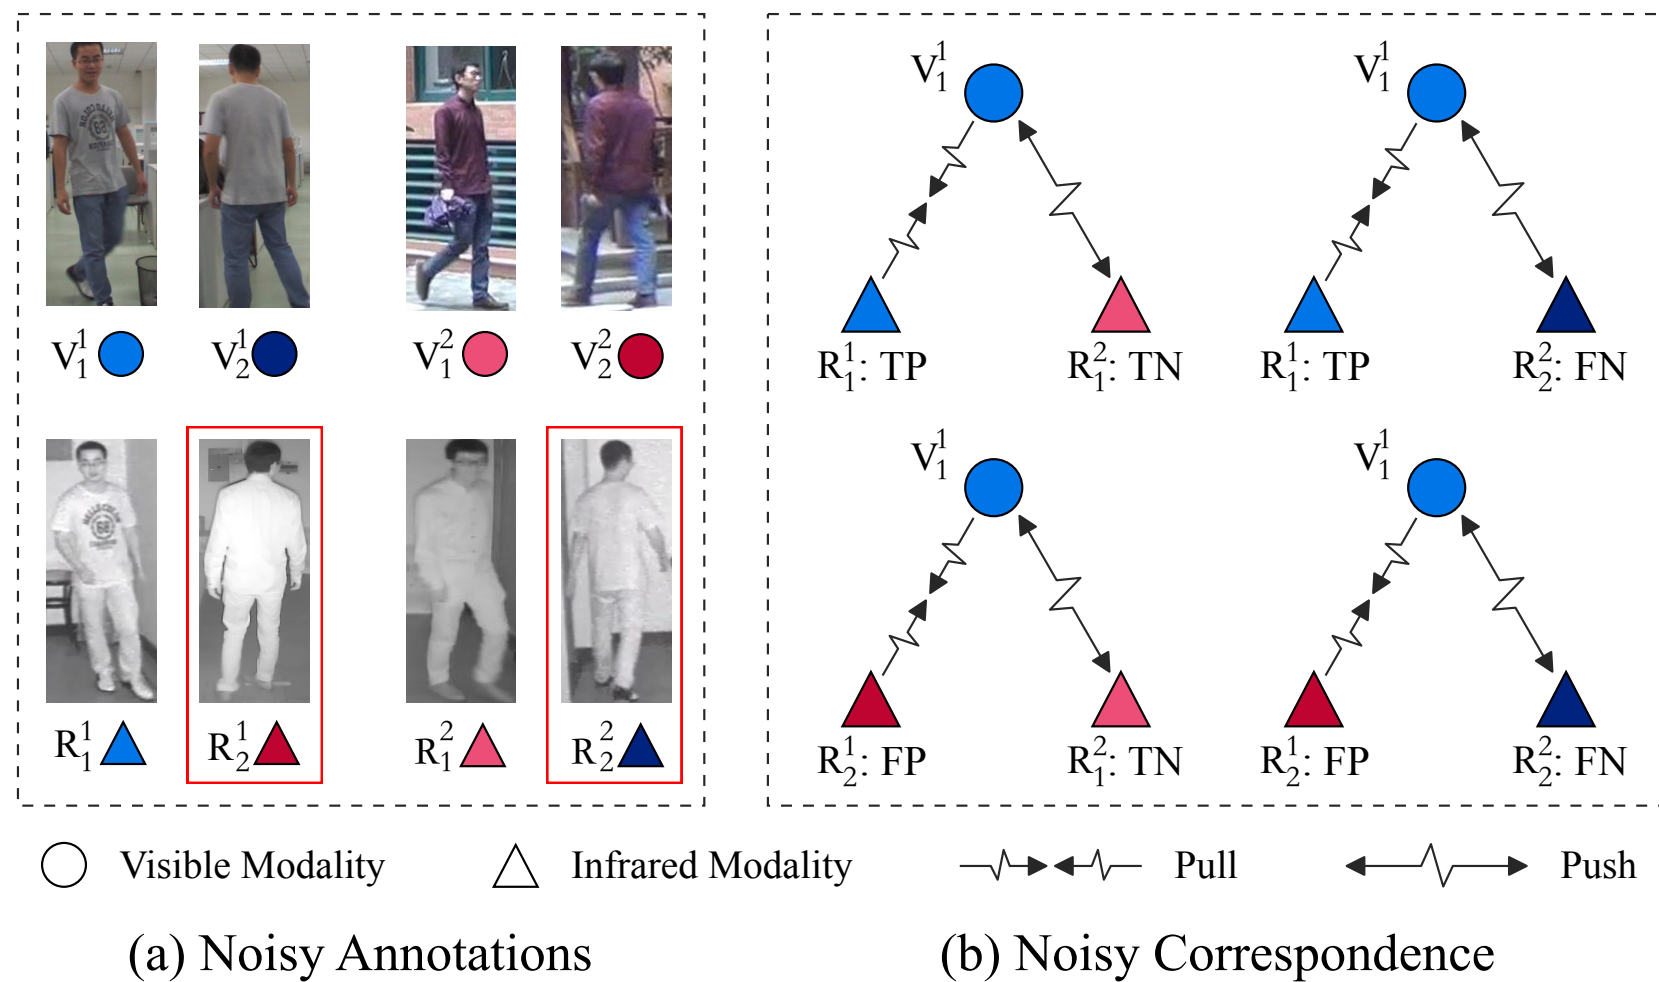 V₁¹ V₂¹ V₁² V₂²
R₁¹ R₂¹ R₁² R₂²
V₁¹ V₁¹
R₁¹: TP R₁²: TN R₁¹: TP R₂²: FN
V₁¹ V₁¹
R₂¹: FP R₁²: TN R₂¹: FP R₂²: FN
Visible Modality Infrared Modality Pull Push
(a) Noisy Annotations (b) Noisy Correspondence